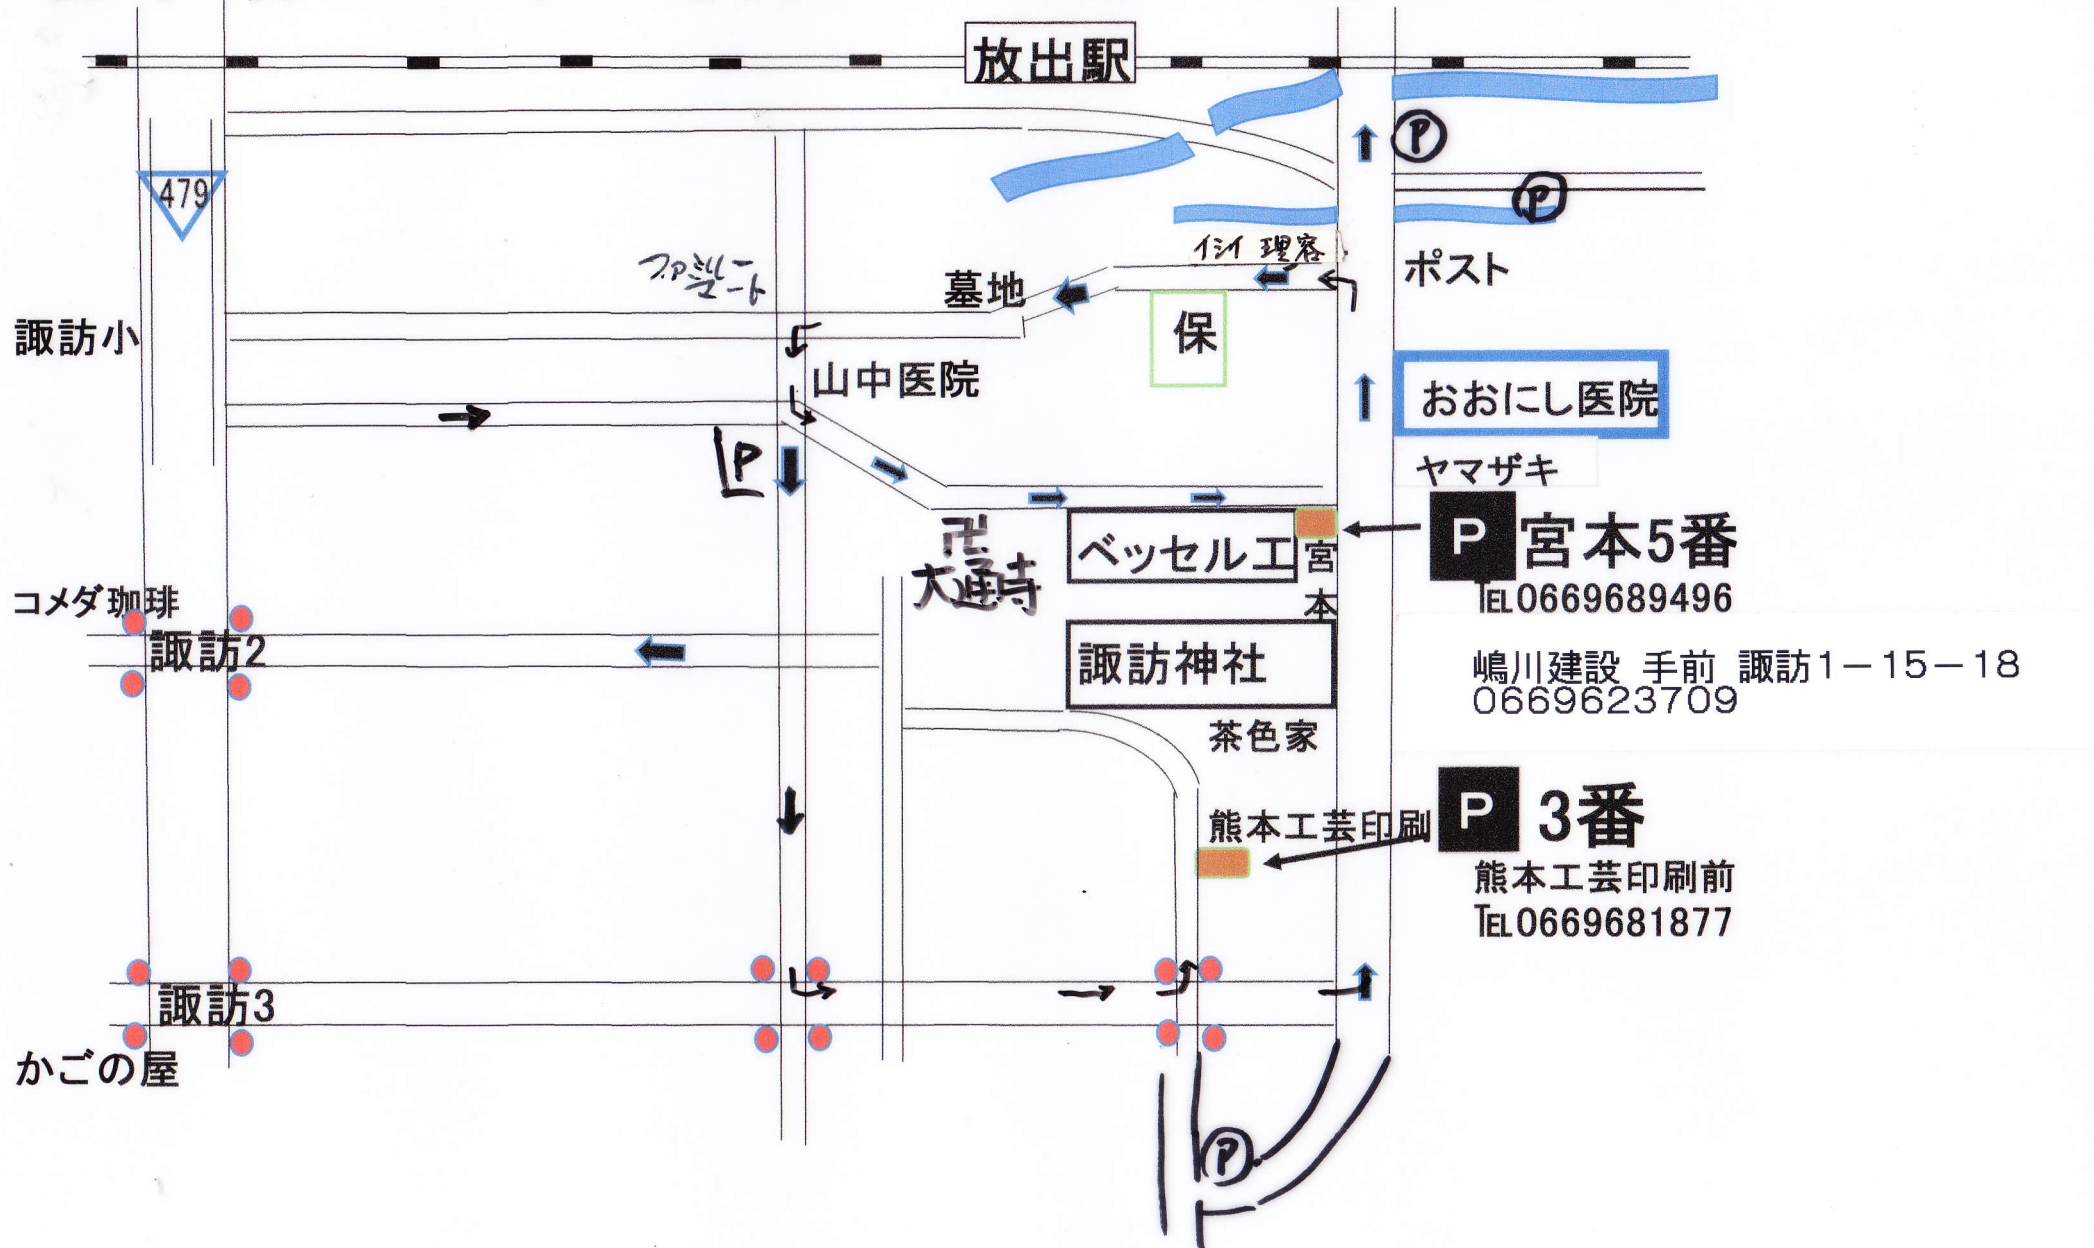 放出駅
P
479
P
イシイ 理容
ファミリー
マート
墓地
ポスト
保
諏訪小
山中医院
おおにし医院
P
ヤマザキ
P 宮本5番
卍
大通寺
ベッセル工
宮本
TEL0669689496
コメダ珈琲
諏訪2
諏訪神社
嶋川建設 手前 諏訪1-15-18
0669623709
茶色家
熊本工芸印刷
P 3番
熊本工芸印刷前
TEL0669681877
諏訪3
かごの屋
P